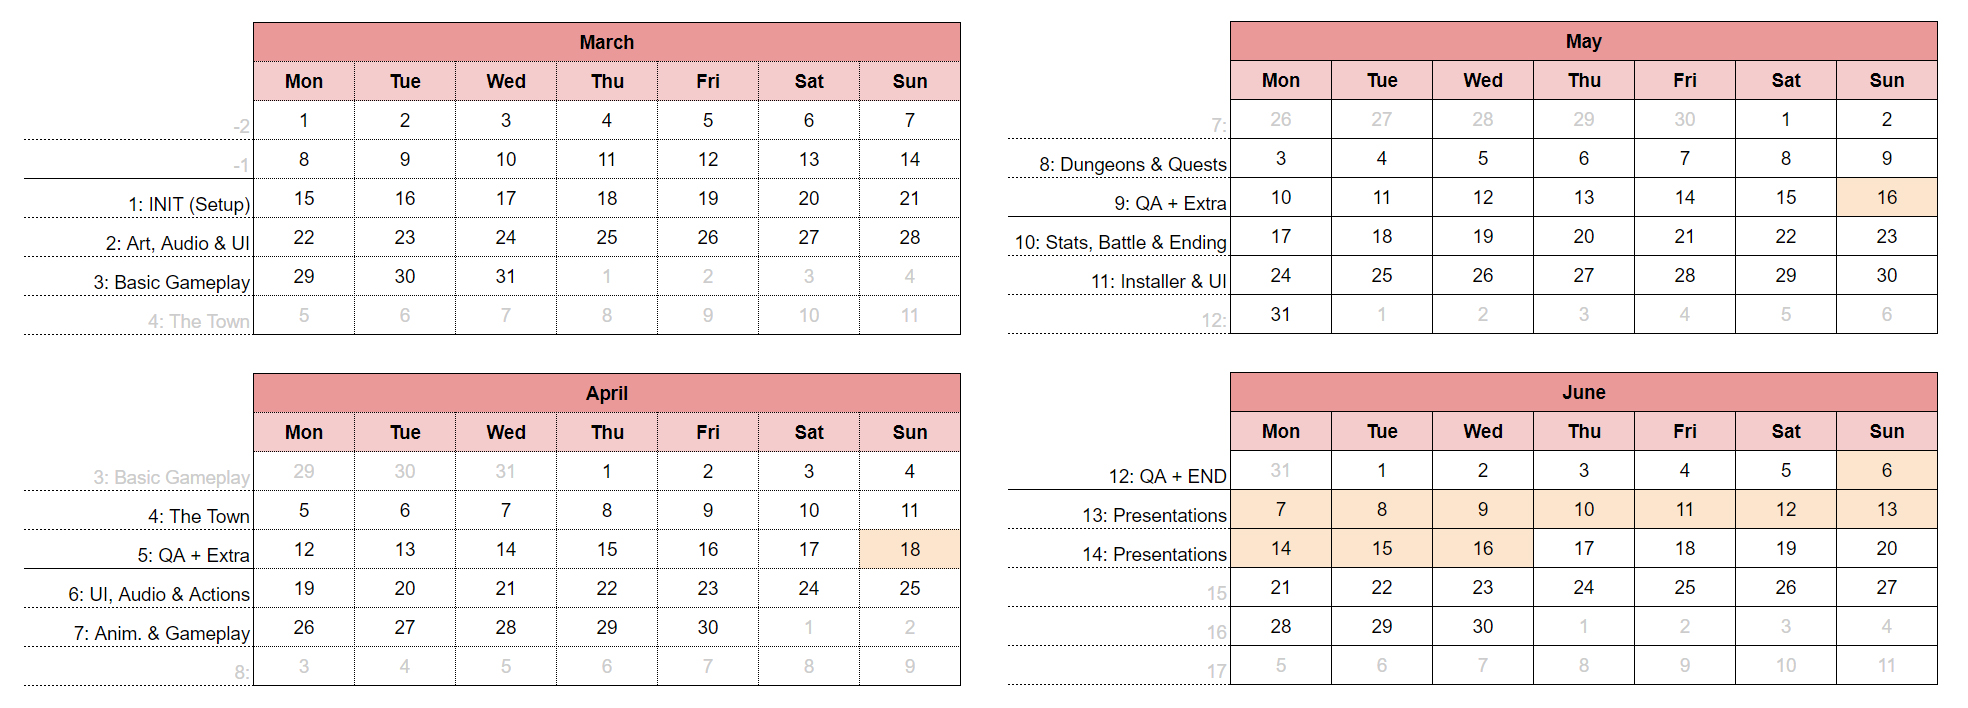 March
Mon Tue Wed Thu Fri Sat Sun
-2 1 2 3 4 5 6 7
-1 8 9 10 11 12 13 14
1: INIT (Setup) 15 16 17 18 19 20 21
2: Art, Audio & UI 22 23 24 25 26 27 28
3: Basic Gameplay 29 30 31 1 2 3 4
4: The Town 5 6 7 8 9 10 11
April
Mon Tue Wed Thu Fri Sat Sun
3: Basic Gameplay 29 30 31 1 2 3 4
4: The Town 5 6 7 8 9 10 11
5: QA + Extra 12 13 14 15 16 17 18
6: UI, Audio & Actions 19 20 21 22 23 24 25
7: Anim. & Gameplay 26 27 28 29 30 1 2
8: 3 4 5 6 7 8 9
May
Mon Tue Wed Thu Fri Sat Sun
7: 26 27 28 29 30 1 2
8: Dungeons & Quests 3 4 5 6 7 8 9
9: QA + Extra 10 11 12 13 14 15 16
10: Stats, Battle & Ending 17 18 19 20 21 22 23
11: Installer & UI 24 25 26 27 28 29 30
12: 31 1 2 3 4 5 6
June
Mon Tue Wed Thu Fri Sat Sun
12: QA + END 31 1 2 3 4 5 6
13: Presentations 7 8 9 10 11 12 13
14: Presentations 14 15 16 17 18 19 20
15 21 22 23 24 25 26 27
16 28 29 30 1 2 3 4
17 5 6 7 8 9 10 11